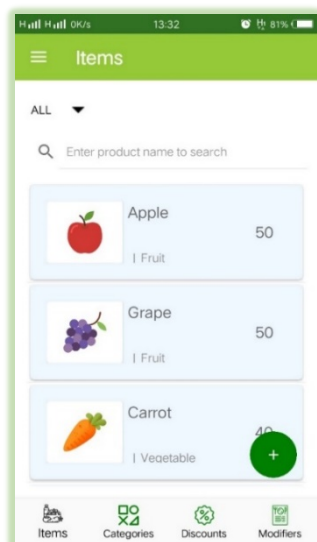 H H 0K/s 13:32 81%
Items
ALL
Enter product name to search
Apple
50
| Fruit
Grape
50
| Fruit
Carrot
40
| Vegetable
+
Items Categories Discounts Modifiers